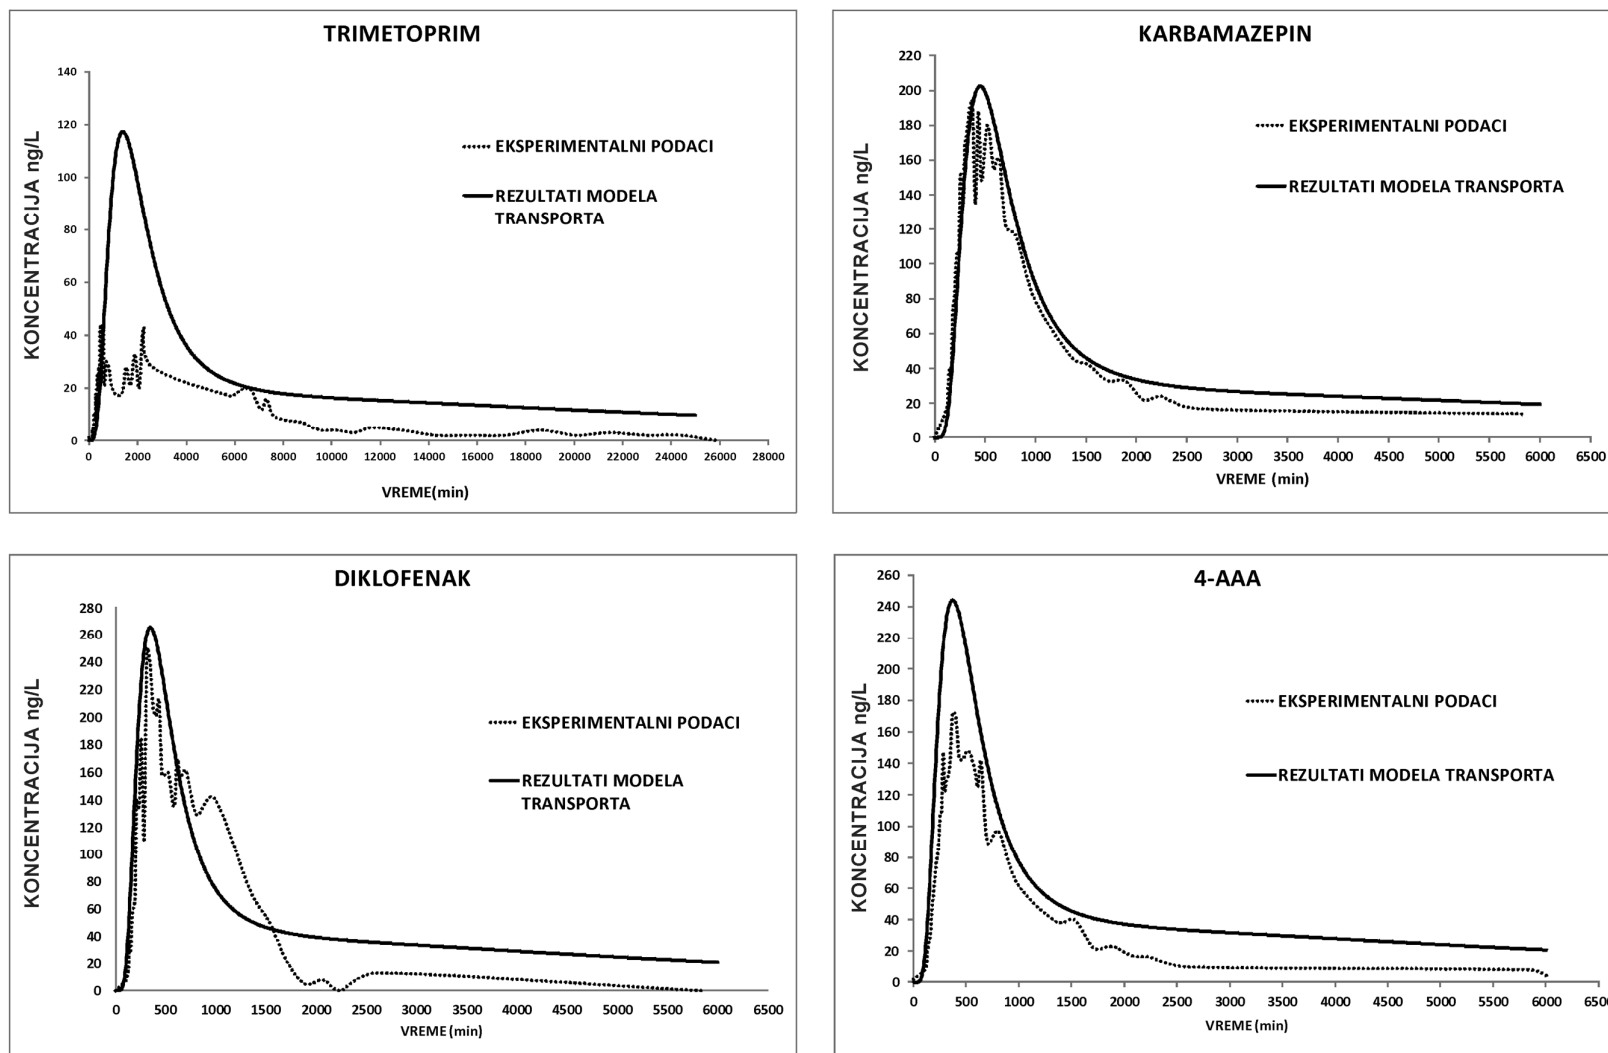 TRIMETOPRIM
KONCENTRACIJA ng/L
140
120
100
80
60
40
20
0
0 2000 4000 6000 8000 10000 12000 14000 16000 18000 20000 22000 24000 26000 28000
VREME(min)
EKSPERIMENTALNI PODACI
REZULTATI MODELA
TRANSPORTA
KARBAMAZEPIN
KONCENTRACIJA ng/L
220
200
180
160
140
120
100
80
60
40
20
0
0 500 1000 1500 2000 2500 3000 3500 4000 4500 5000 5500 6000 6500
VREME (min)
EKSPERIMENTALNI PODACI
REZULTATI MODELA TRANSPORTA
DIKLOFENAK
KONCENTRACIJA ng/L
280
260
240
220
200
180
160
140
120
100
80
60
40
20
0
0 500 1000 1500 2000 2500 3000 3500 4000 4500 5000 5500 6000 6500
VREME (min)
EKSPERIMENTALNI PODACI
REZULTATI MODELA
TRANSPORTA
4-AAA
KONCENTRACIJA ng/L
260
240
220
200
180
160
140
120
100
80
60
40
20
0
0 500 1000 1500 2000 2500 3000 3500 4000 4500 5000 5500 6000 6500
VREME (min)
EKSPERIMENTALNI PODACI
REZULTATI MODELA TRANSPORTA